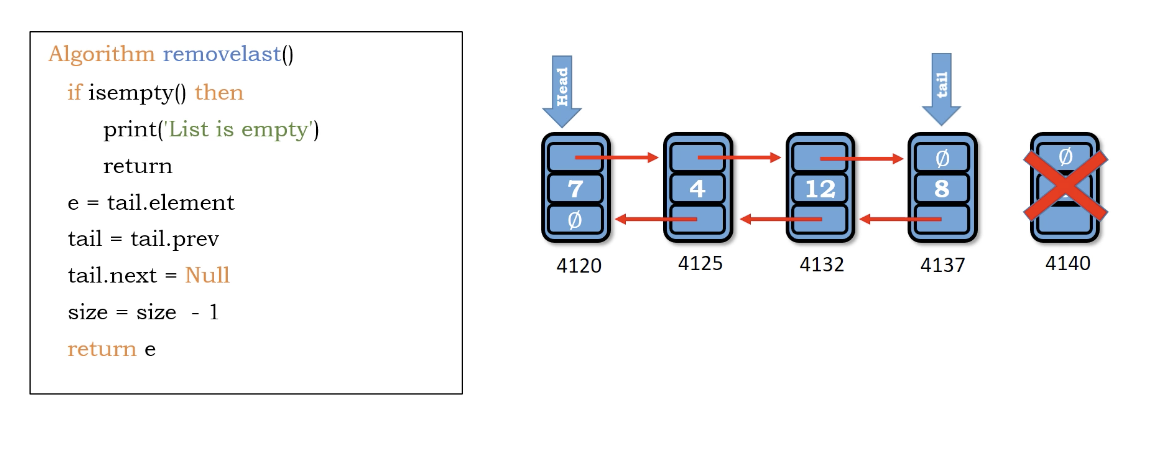 Algorithm removelast()
if isempty() then
print('List is empty')
return
e = tail.element
tail = tail.prev
tail.next = Null
size = size - 1
return e
Head
tail
Ø
Ø
7
4
12
8
Ø
4120
4125
4132
4137
4140